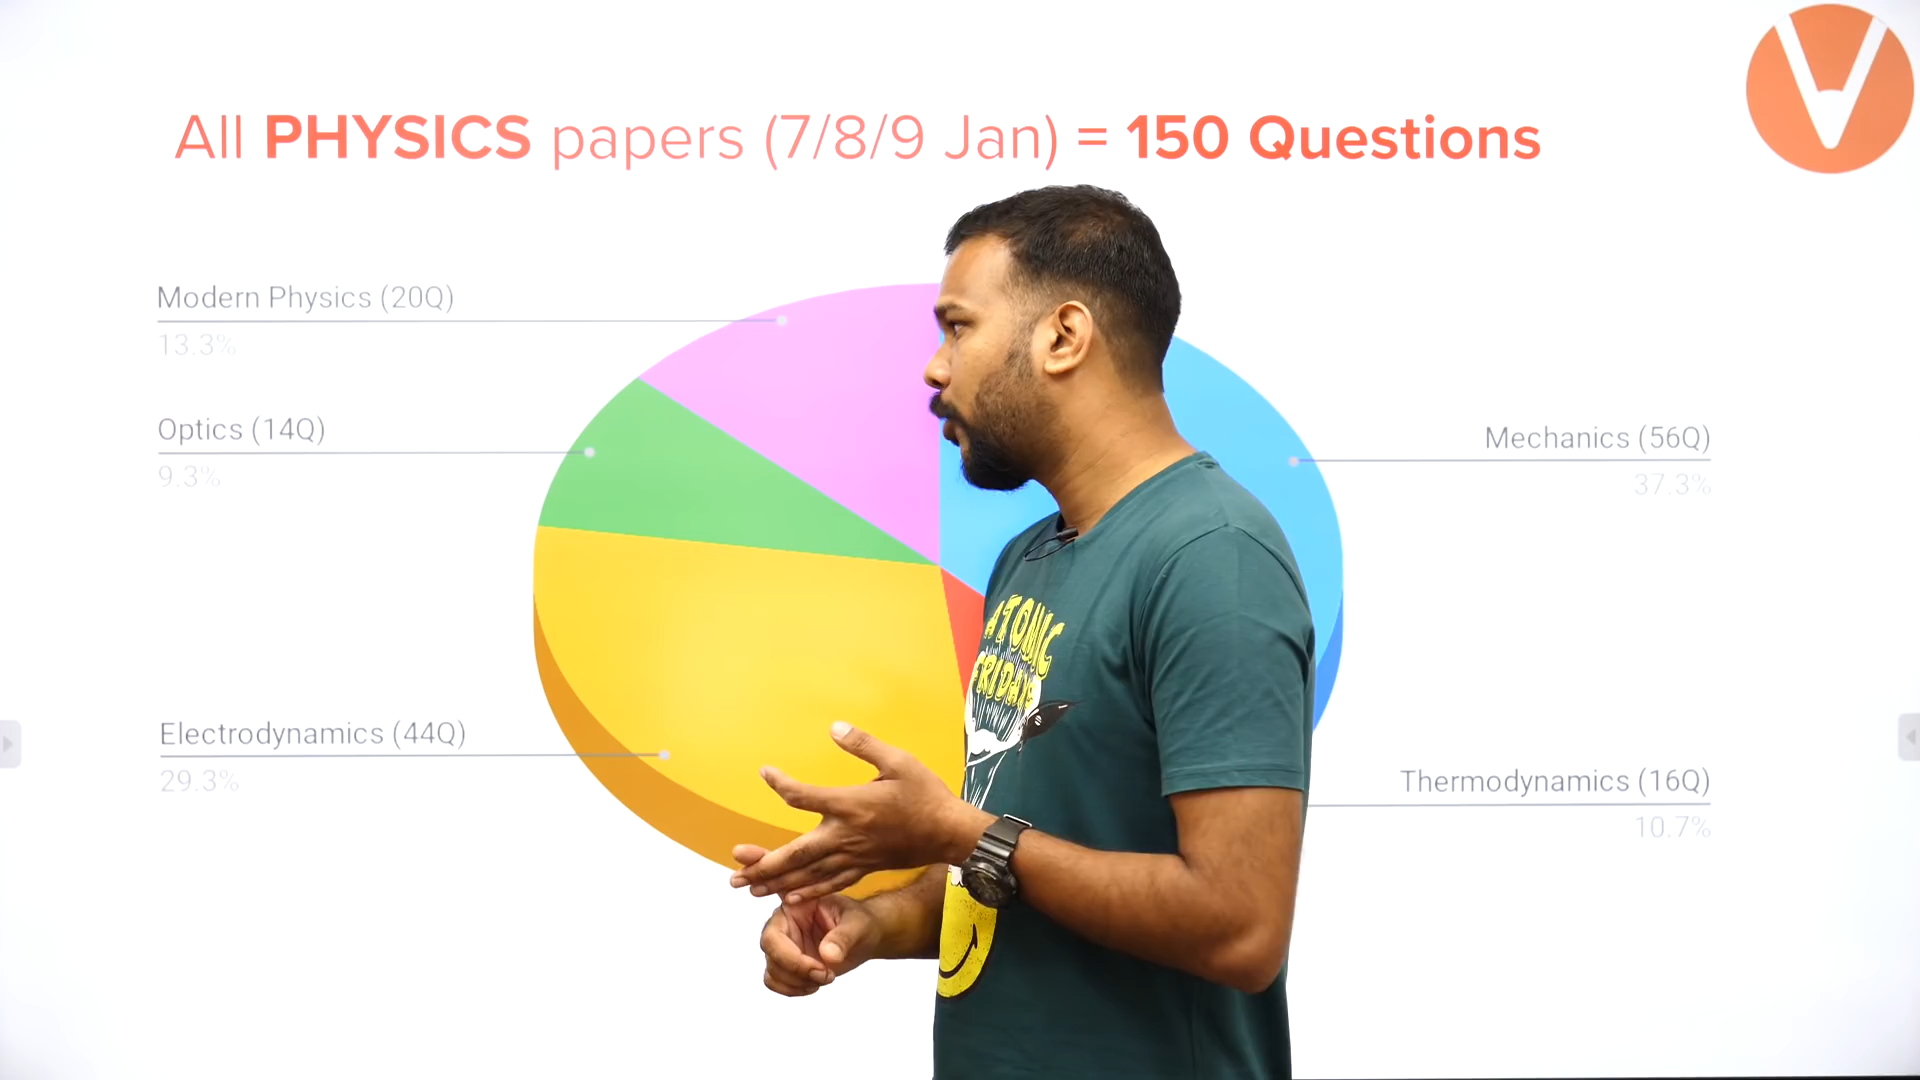 All PHYSICS papers (7/8/9 Jan) = 150 Questions
Modern Physics (20Q)
13.3%
Optics (14Q)
9.3%
Electrodynamics (44Q)
29.3%
Mechanics (56Q)
37.3%
Thermodynamics (16Q)
10.7%
ATOMIC
FRIDAY